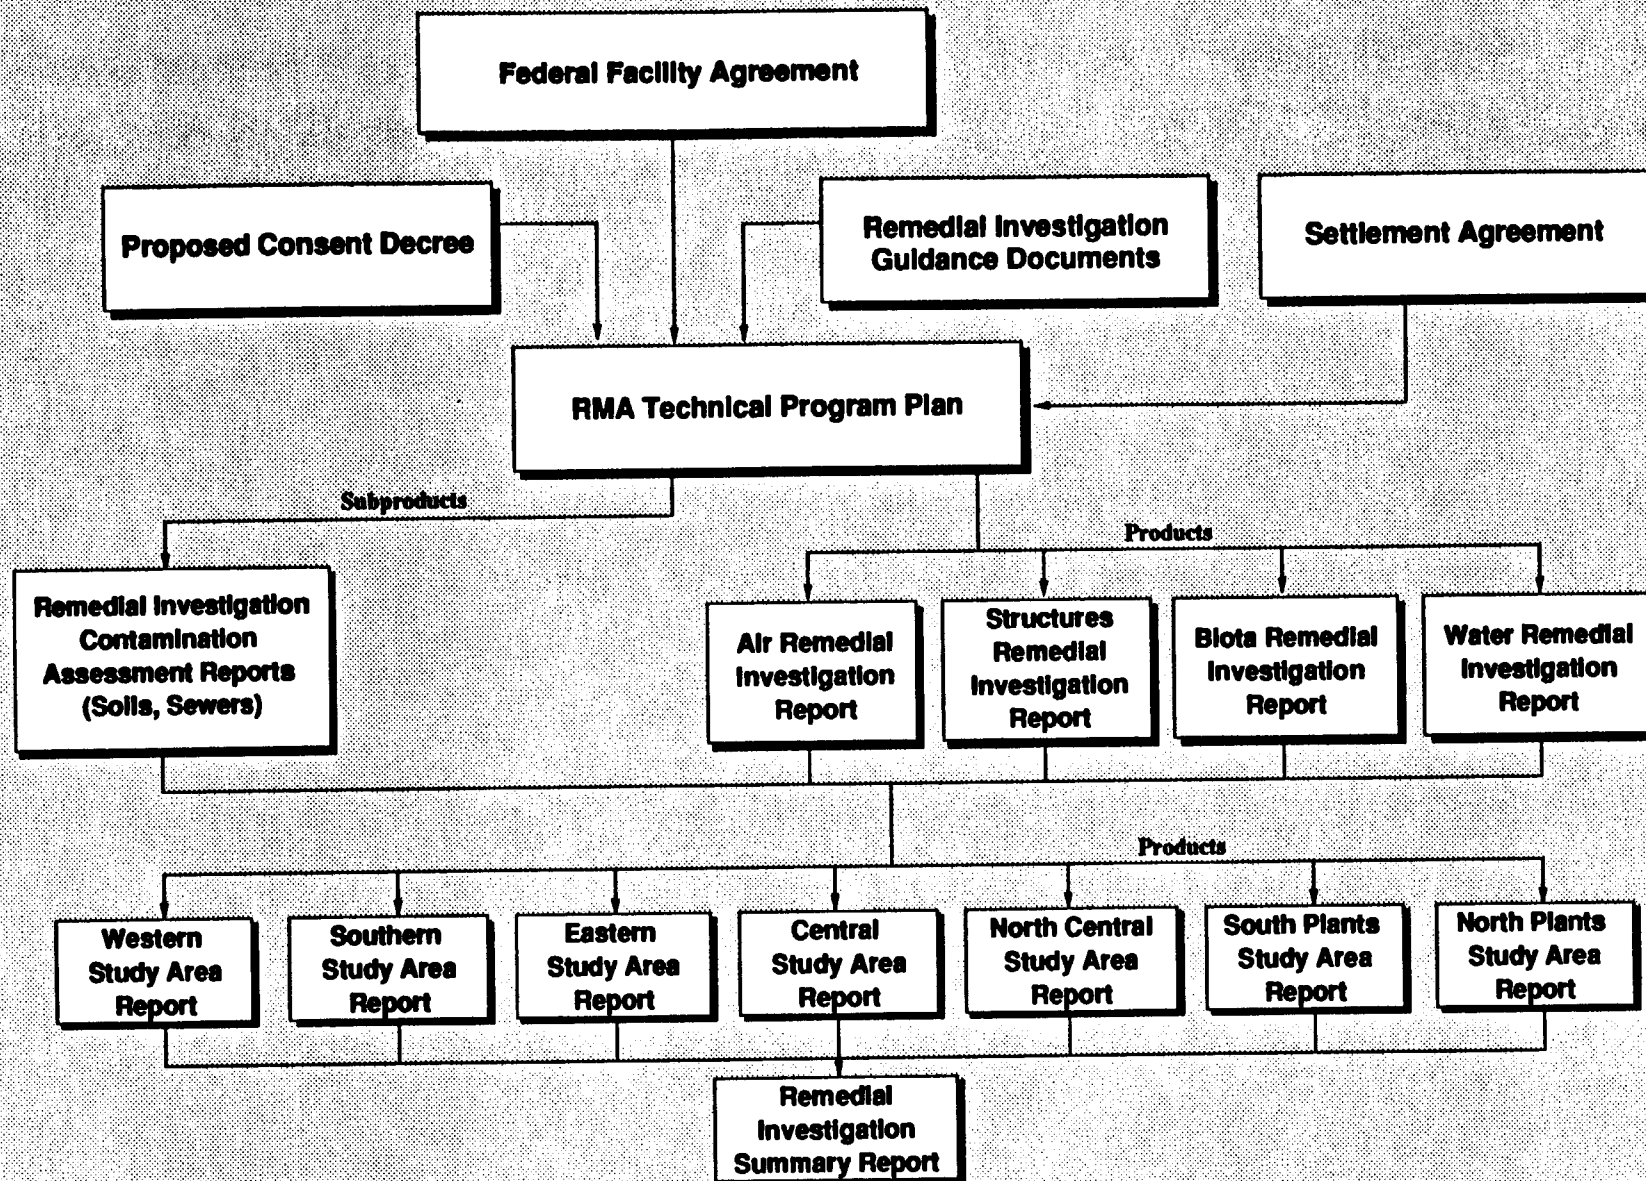 Federal Facility Agreement
Proposed Consent Decree
Remedial Investigation
Guidance Documents
Settlement Agreement
RMA Technical Program Plan
Subproducts
Products
Remedial Investigation
Contamination
Assessment Reports
(Soils, Sewers)
Air Remedial
Investigation
Report
Structures
Remedial
Investigation
Report
Biota Remedial
Investigation
Report
Water Remedial
Investigation
Report
Products
Western
Study Area
Report
Southern
Study Area
Report
Eastern
Study Area
Report
Central
Study Area
Report
North Central
Study Area
Report
South Plants
Study Area
Report
North Plants
Study Area
Report
Remedial
Investigation
Summary Report